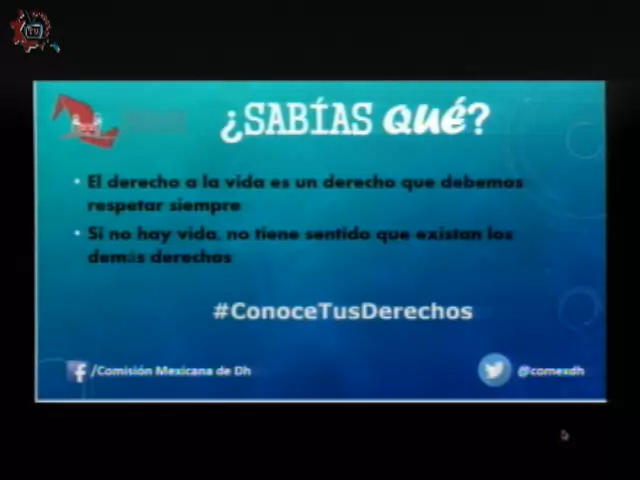 TV
¿SABÍAS QUÉ?
• El derecho a la vida es un derecho que debemos
respetar siempre
• Si no hay vida, no tiene sentido que existan los
demás derechos
#ConoceTusDerechos
/Comisión Mexicana de Dh
@comexdh